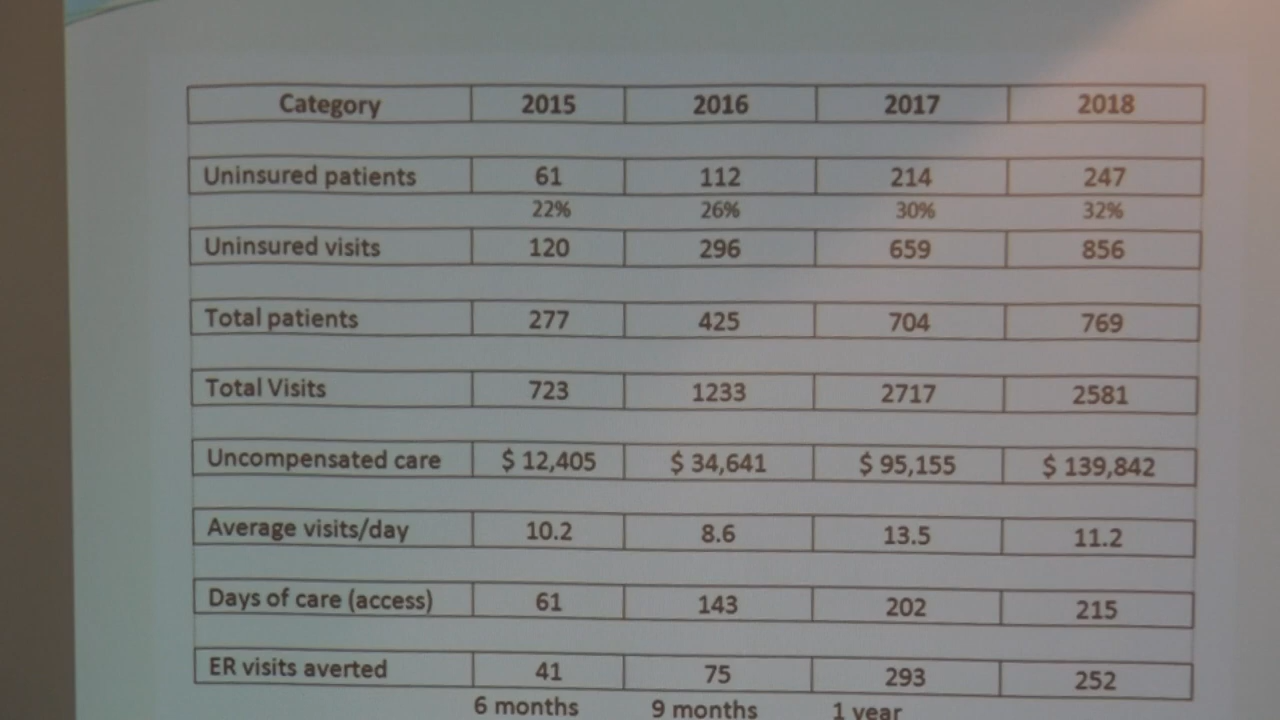 Category 2015 2016 2017 2018
Uninsured patients 61 112 214 247
22% 26% 30% 32%
Uninsured visits 120 296 659 856
Total patients 277 425 704 769
Total Visits 723 1233 2717 2581
Uncompensated care $ 12,405 $ 34,641 $ 95,155 $ 139,842
Average visits/day 10.2 8.6 13.5 11.2
Days of care (access) 61 143 202 215
ER visits averted 41 75 293 252
6 months 9 months 1 year